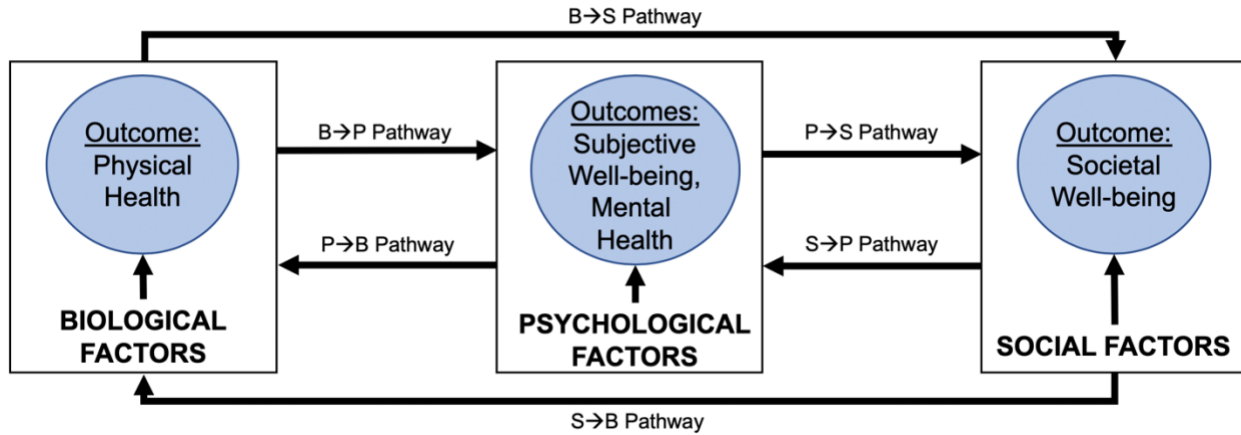 B→S Pathway
Outcome:
Physical
Health
B→P Pathway
P→B Pathway
BIOLOGICAL
FACTORS
Outcomes:
Subjective
Well-being,
Mental
Health
PSYCHOLOGICAL
FACTORS
P→S Pathway
S→P Pathway
Outcome:
Societal
Well-being
SOCIAL FACTORS
S→B Pathway